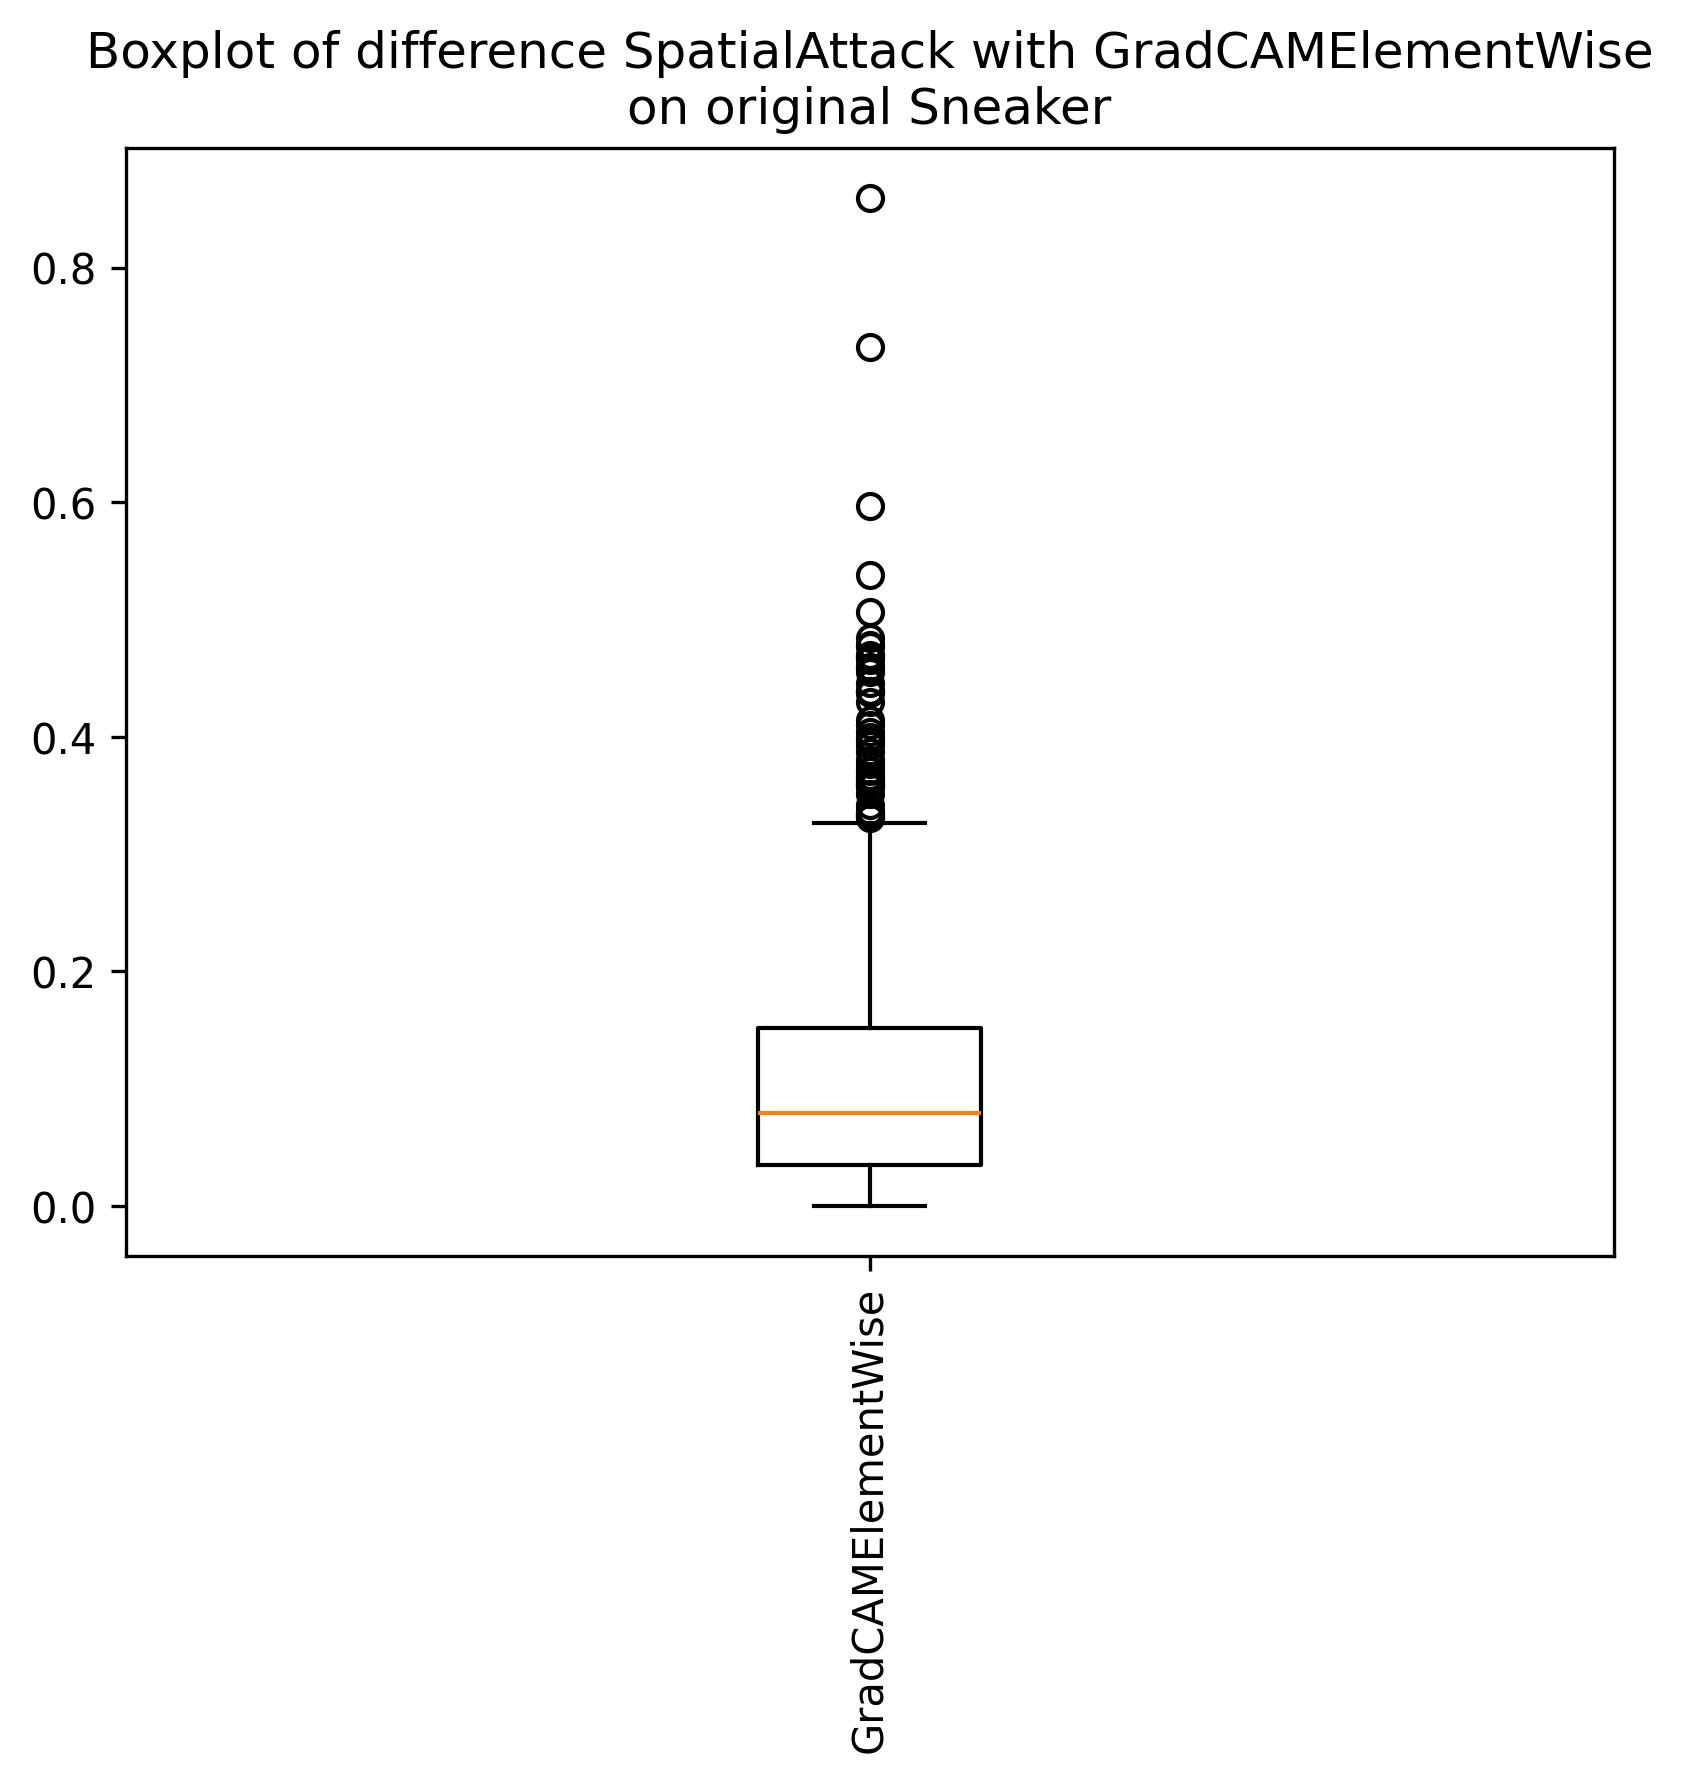 Boxplot of difference SpatialAttack with GradCAMElementWise
on original Sneaker
0.8
0.6
0.4
0.2
0.0
GradCAMElementWise